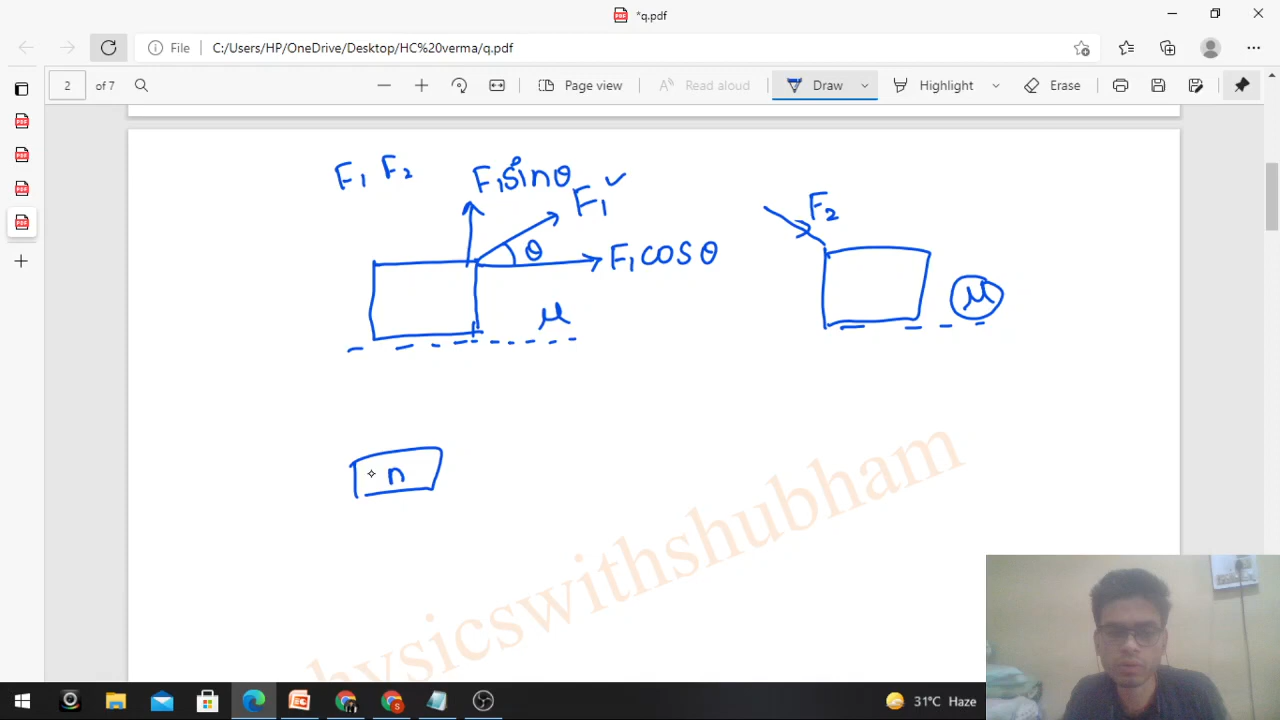 *q.pdf
File
C:/Users/HP/OneDrive/Desktop/HC%20verma/q.pdf
2 of 7
Page view
Read aloud
Draw
Highlight
Erase
F₁ F₂
F₁sinθ
F₁
θ
F₁cosθ
μ
F₂
μ
n
hysicswithshubham
31°C Haze